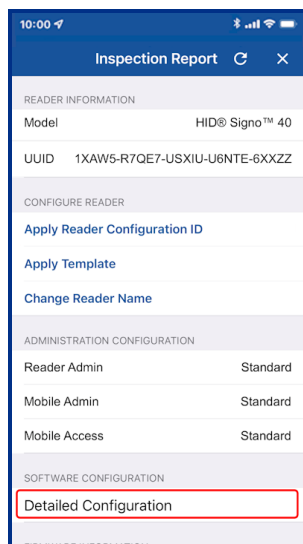 10:00
Inspection Report
READER INFORMATION
Model HID® Signo™ 40
UUID 1XAW5-R7QE7-USXIU-U6NTE-6XXZZ
CONFIGURE READER
Apply Reader Configuration ID
Apply Template
Change Reader Name
ADMINISTRATION CONFIGURATION
Reader Admin Standard
Mobile Admin Standard
Mobile Access Standard
SOFTWARE CONFIGURATION
Detailed Configuration